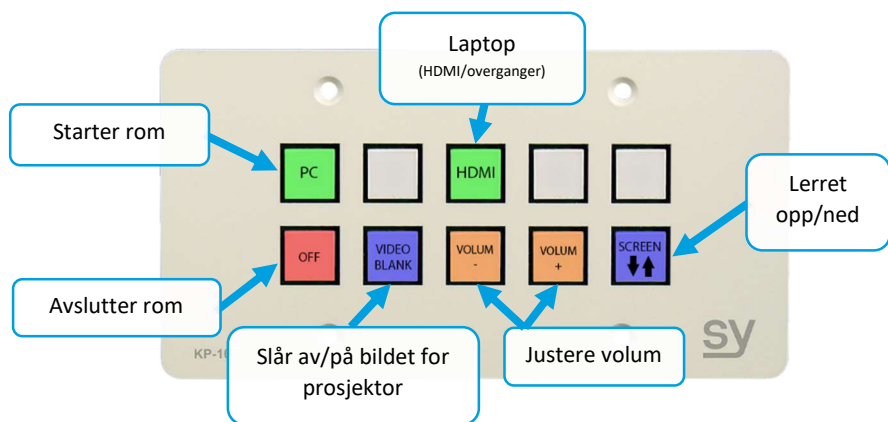 Laptop
(HDMI/overganger)
Starter rom
PC
HDMI
Lerret
opp/ned
OFF
VIDEO
BLANK
VOLUM
-
VOLUM
+
SCREEN
Avslutter rom
Slår av/på bildet for
prosjektor
Justere volum
sy